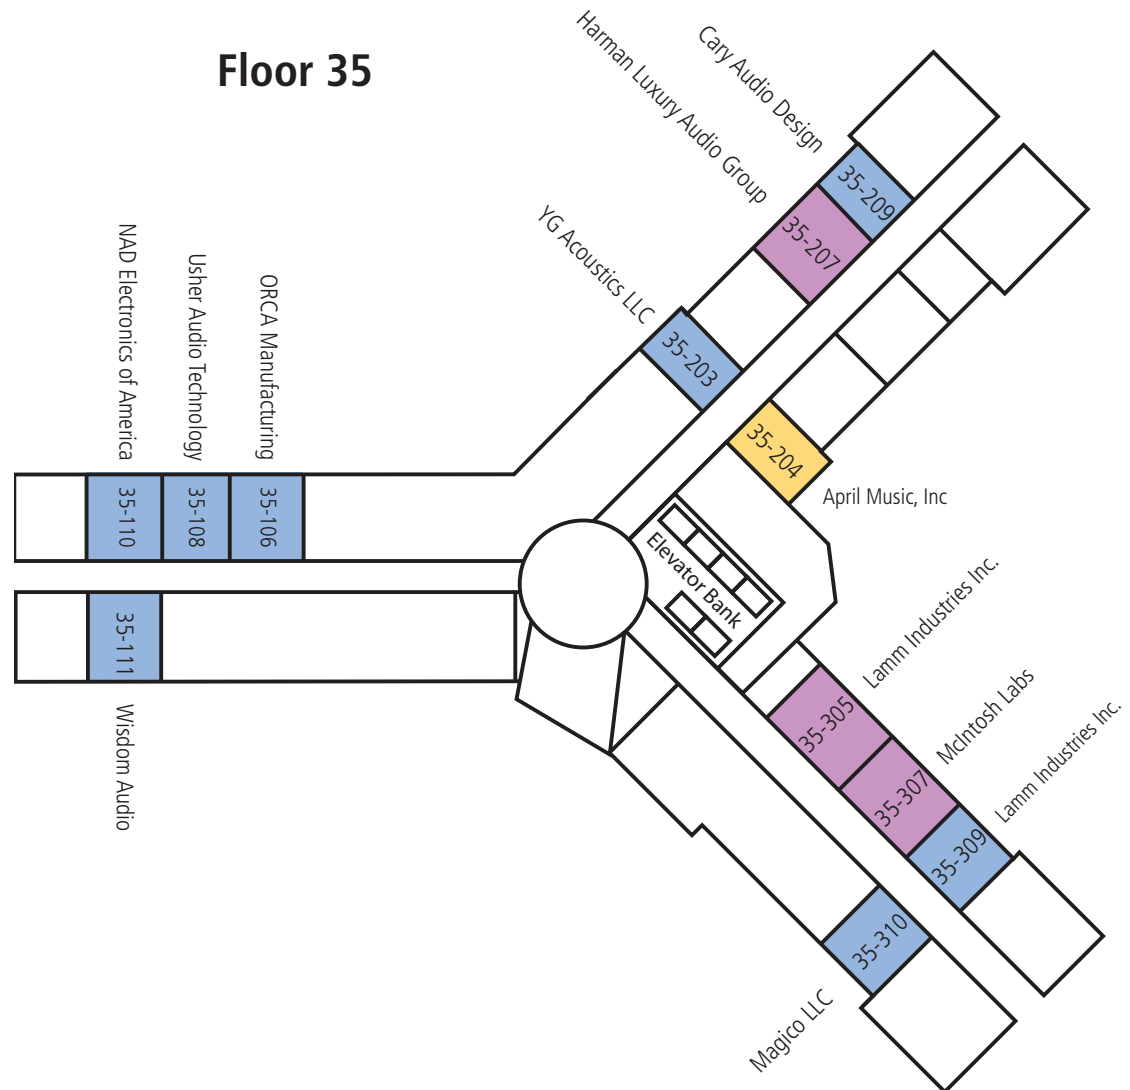 Floor 35
Cary Audio Design
Harman Luxury Audio Group
YG Acoustics LLC
35-209
35-207
35-203
35-204
April Music, Inc
NAD Electronics of America
Usher Audio Technology
ORCA Manufacturing
35-110
35-108
35-106
35-111
Wisdom Audio
Elevator Bank
Lamm Industries Inc.
McIntosh Labs
Lamm Industries Inc.
35-305
35-307
35-309
35-310
Magico LLC